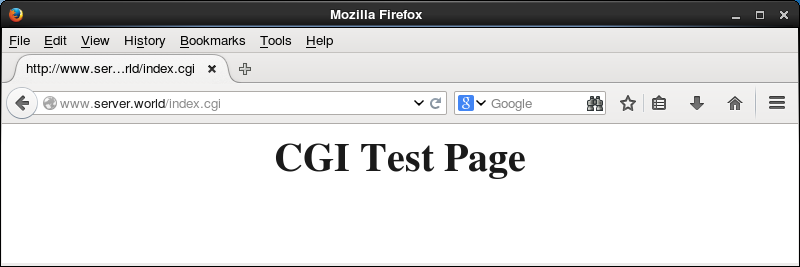 Mozilla Firefox
File Edit View History Bookmarks Tools Help
http://www.ser...rld/index.cgi
www.server.world/index.cgi 8 Google
CGI Test Page